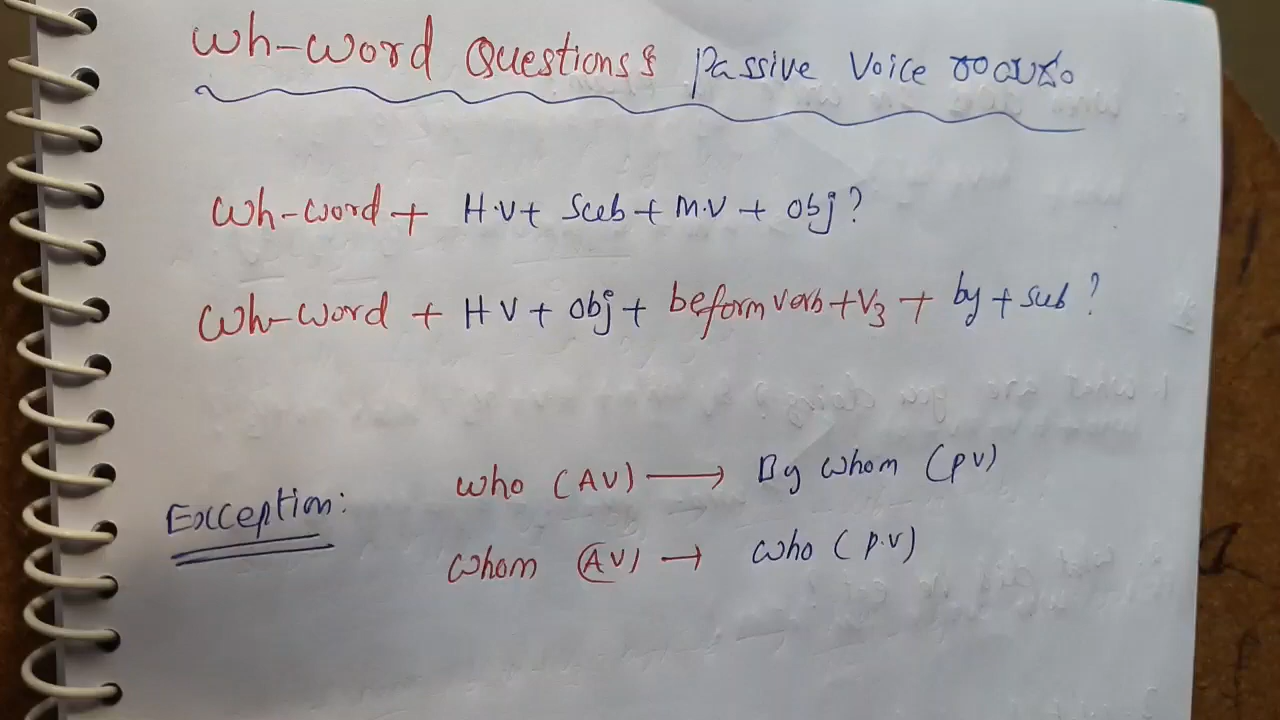 Wh-word Questions & Passive Voice రాయడం
Wh-word + H.V + Sub + M.V + obj?
Wh-word + HV + obj + beform verb + V3 + by + sub?
Exception:
who (AV) → By whom (PV)
whom (AV) → who (P.V)